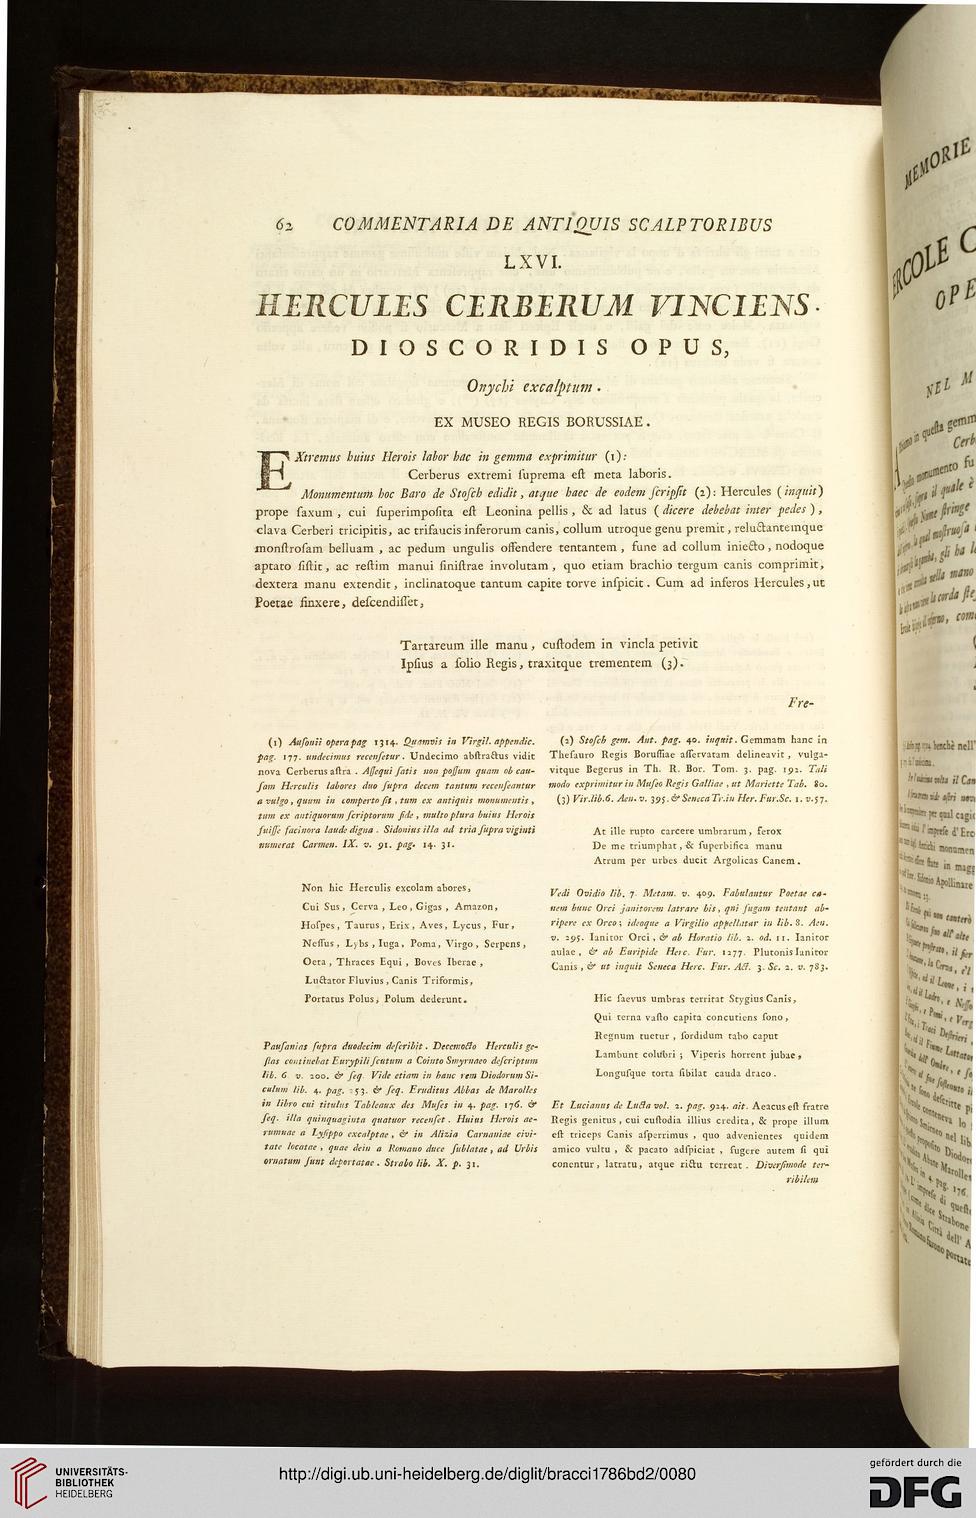 62 COMMENTARIA DE ANTIQUIS SCALPTORIBUS
LXVI.
HERCULES CERBERUM VINCIENS.
DIOSCORIDIS OPUS,
Onychi excalptum.
EX MUSEO REGIS BORUSSIAE.
EXtremus huius Herois labor hac in gemma exprimitur (1):
Cerberus extremi ſuprema eſt meta laboris.
Monumentum hoc Baro de Stoſch edidit, atque haec de eodem ſcripſit (2): Hercules (inquit)
prope ſaxum, cui ſuperimpoſita eſt Leonina pellis, & ad latus (dicere debebat inter pedes),
clava Cerberi tricipitis, ac trifaucis inferorum canis, collum utroque genu premit, reluctantemque
monſtroſam belluam, ac pedum ungulis offendere tentantem, fune ad collum iniecto, nodoque
aptato ſiſtit, ac reſtim manui ſiniſtrae involutam, quo etiam brachio tergum canis comprimit,
dextera manu extendit, inclinatoque tantum capite torve inſpicit. Cum ad inferos Hercules, ut
Poetae finxere, deſcendiſſet,
Tartareum ille manu, cuſtodem in vincla petivit
Ipſius a ſolio Regis, traxitque trementem (3).
Fre-
(1) Auſonii opera pag 1314. Quamvis in Virgil. appendic.
pag. 177. undecimus recenſetur. Undecimo abſtractus vidit
nova Cerberus aſtra. Aſſequi ſatis non poſſum quam ob cau-
ſam Herculis labores duo ſupra decem tantum recenſeantur
a vulgo, quum in comperto ſit, tum ex antiquis monumentis,
tum ex antiquorum ſcriptorum fide, multo plura huius Herois
fuiſſe facinora laude digna. Sidonius illa ad tria ſupra viginti
numerat Carmen. IX. v. 91. pag. 14. 31.
Non hic Herculis excolam abores,
Cui Sus, Cerva, Leo, Gigas, Amazon,
Hoſpes, Taurus, Erix, Aves, Lycus, Fur,
Neſſus, Lybs, Iuga, Poma, Virgo, Serpens,
Oeta, Thraces Equi, Boves Iberae,
Luctator Fluvius, Canis Triformis,
Portatus Polus, Polum dederunt.
Pauſanias ſupra duodecim deſcribit. Decemocto Herculis ge-
ſtas continebat Eurypili ſcutum a Cointo Smyrnaeo deſcriptum
lib. 6. v. 200. & ſeq. Vide etiam in hanc rem Diodorum Si-
culum lib. 4. pag. 253. & ſeq. Eruditus Abbas de Marolles
in libro cui titulus Tableaux des Muſes in 4. pag. 176. &
ſeq. illa quinquaginta quatuor recenſet. Huius Herois ae-
rumnae a Lyſippo excalptae, & in Alizia Carnaniae civi-
tate locatae, quae dein a Romano duce ſublatae, ad Urbis
ornatum ſunt deportatae. Strabo lib. X. p. 31.
(2) Stoſch gem. Ant. pag. 40. inquit. Gemmam hanc in
Theſauro Regis Boruſſiae aſſervatam delineavit, vulga-
vitque Begerus in Th. R. Bor. Tom. 3. pag. 192. Tali
modo exprimitur in Muſeo Regis Galliae, ut Mariette Tab. 80.
(3) Vir.lib.6. Aen. v. 395. & Seneca Tr. in Her. Fur. Sc. 1. v. 57.
At ille rupto carcere umbrarum, ferox
De me triumphat, & ſuperbifica manu
Atrum per urbes ducit Argolicas Canem.
Vedi Ovidio lib. 7. Metam. v. 409. Fabulantur Poetae ca-
nem hunc Orci janitorem latrare his, qui fugam tentant ab-
ripere ex Orco; ideoque a Virgilio appellatur in lib. 8. Aen.
v. 295. Ianitor Orci, & ab Horatio lib. 2. od. 11. Ianitor
aulae, & ab Euripide Herc. Fur. 1277. Plutonis Ianitor
Canis, & ut inquit Seneca Herc. Fur. Act. 3. Sc. 2. v. 783.
Hic ſaevus umbras territat Stygius Canis,
Qui terna vaſto capita concutiens ſono,
Regnum tuetur, ſordidum tabo caput
Lambunt colubri; Viperis horrent jubae,
Longuſque torta ſibilat cauda draco.
Et Lucianus de Lucta vol. 2. pag. 924. ait. Aeacus eſt fratre
Regis genitus, cui cuſtodia illius credita, & prope illum
eſt triceps Canis aſperrimus, quo advenientes quidem
amico vultu, & pacato adſpiciat, fugere autem ſi qui
conentur, latratu, atque rictu terreat. Diverſimode ter-
ribilem
MEMORIE
ERCOLE C
OPE
NEL M
UNIVERSITÄTS-
BIBLIOTHEK
HEIDELBERG
http://digi.ub.uni-heidelberg.de/diglit/bracci1786bd2/0080
gefördert durch die
DFG